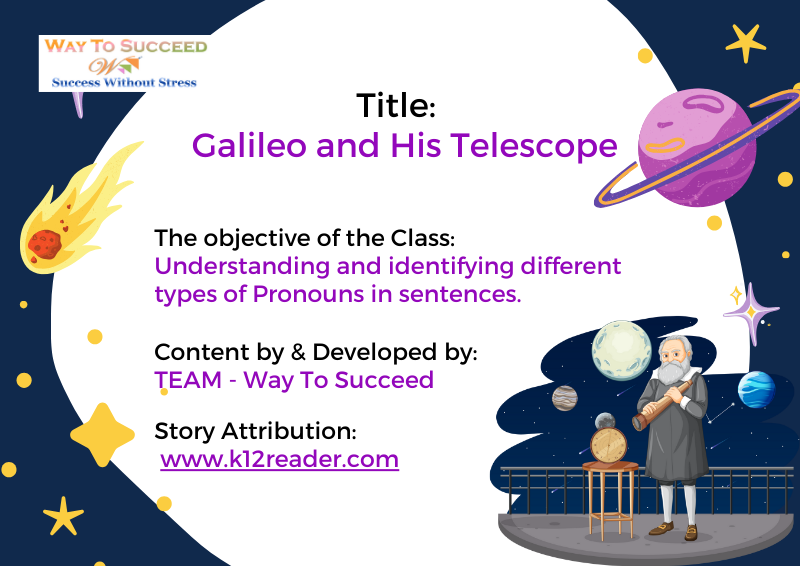 WAY TO SUCCEED
W
Success Without Stress
Title:
Galileo and His Telescope
The objective of the Class:
Understanding and identifying different
types of Pronouns in sentences.
Content by & Developed by:
TEAM - Way To Succeed
Story Attribution:
www.k12reader.com